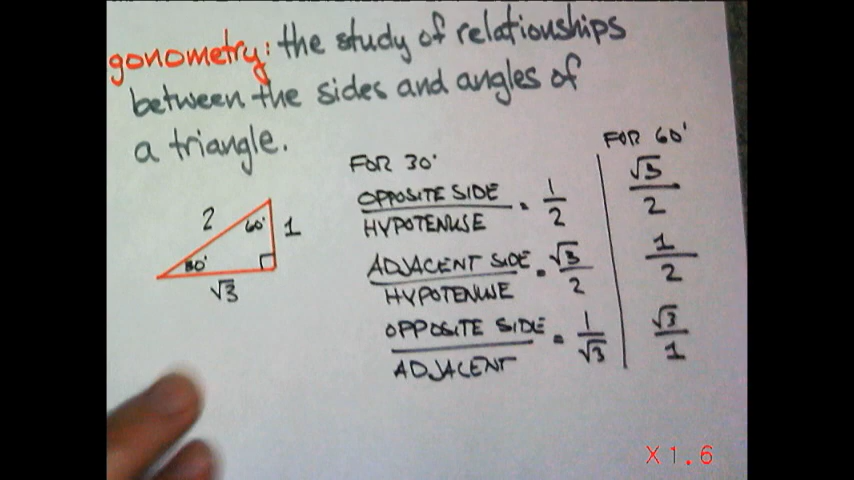 gonometry: the study of relationships
between the sides and angles of
a triangle.
FOR 30° FOR 60°
OPPOSITE SIDE / HYPOTENUSE = 1/2 √3/2
ADJACENT SIDE / HYPOTENUSE = √3/2 1/2
OPPOSITE SIDE / ADJACENT = 1/√3 √3/1
2 60° 1
30°
√3
X1.6